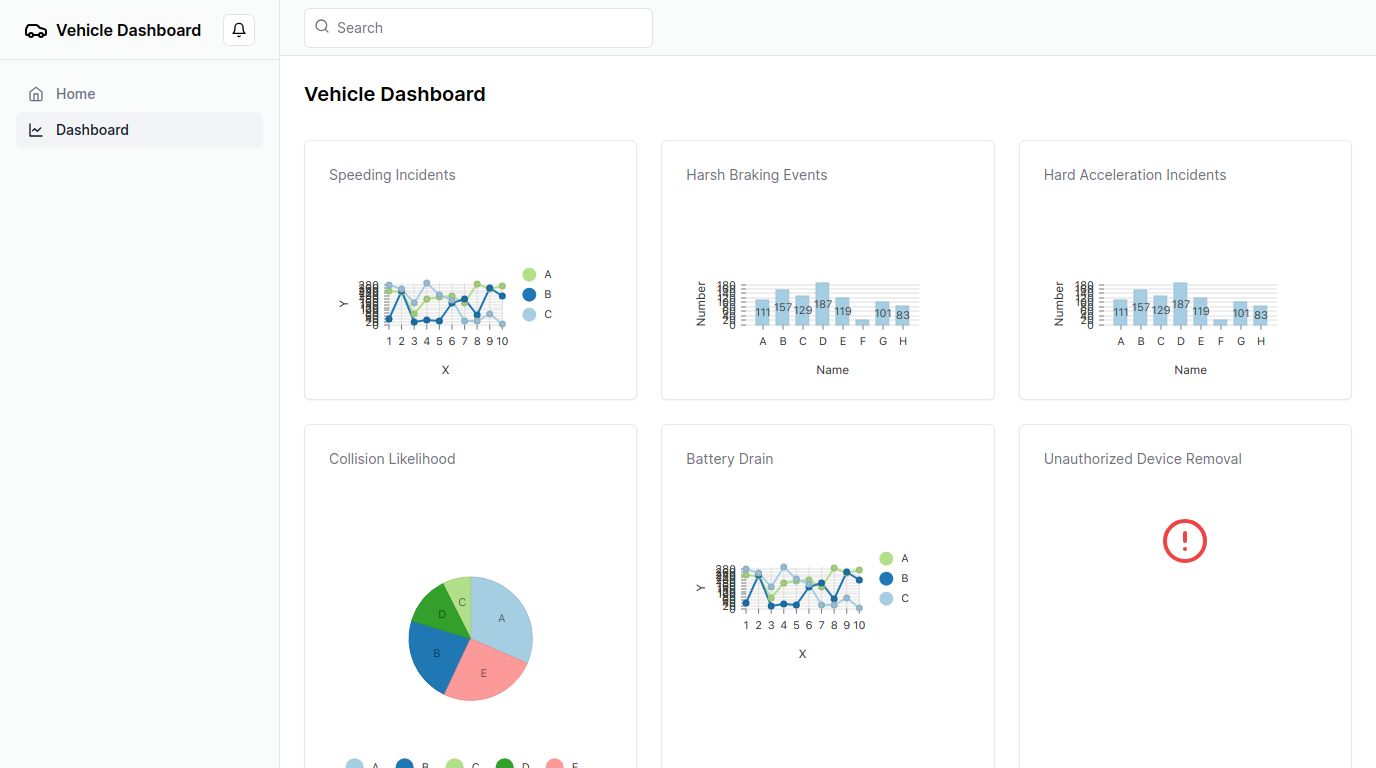 Vehicle Dashboard
Search
Home
Dashboard
Vehicle Dashboard
Speeding Incidents
Y
1 2 3 4 5 6 7 8 9 10
X
A
B
C
Harsh Braking Events
Number
111 157 129 187 119 101 83
A B C D E F G H
Name
Hard Acceleration Incidents
Number
111 157 129 187 119 101 83
A B C D E F G H
Name
Collision Likelihood
C
A
D
B
E
A B C D E
Battery Drain
Y
1 2 3 4 5 6 7 8 9 10
X
A
B
C
Unauthorized Device Removal